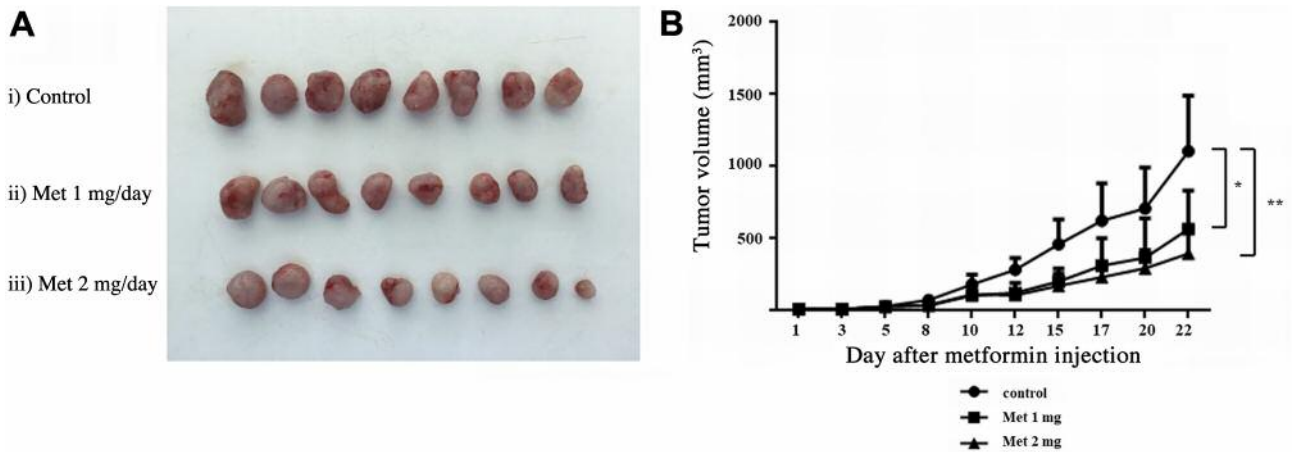 A
i) Control
ii) Met 1 mg/day
iii) Met 2 mg/day
B
Tumor volume (mm³)
2000
1500
1000
500
*
**
1 3 5 8 10 12 15 17 20 22
Day after metformin injection
control
Met 1 mg
Met 2 mg